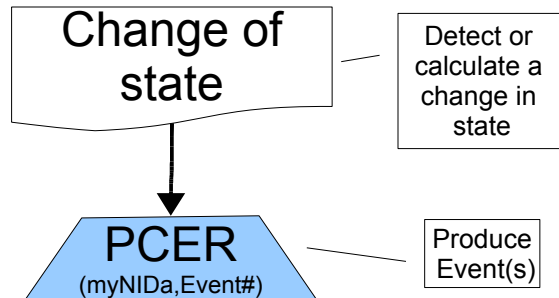 Change of
state
Detect or
calculate a
change in
state
PCER
(myNIDa,Event#)
Produce
Event(s)